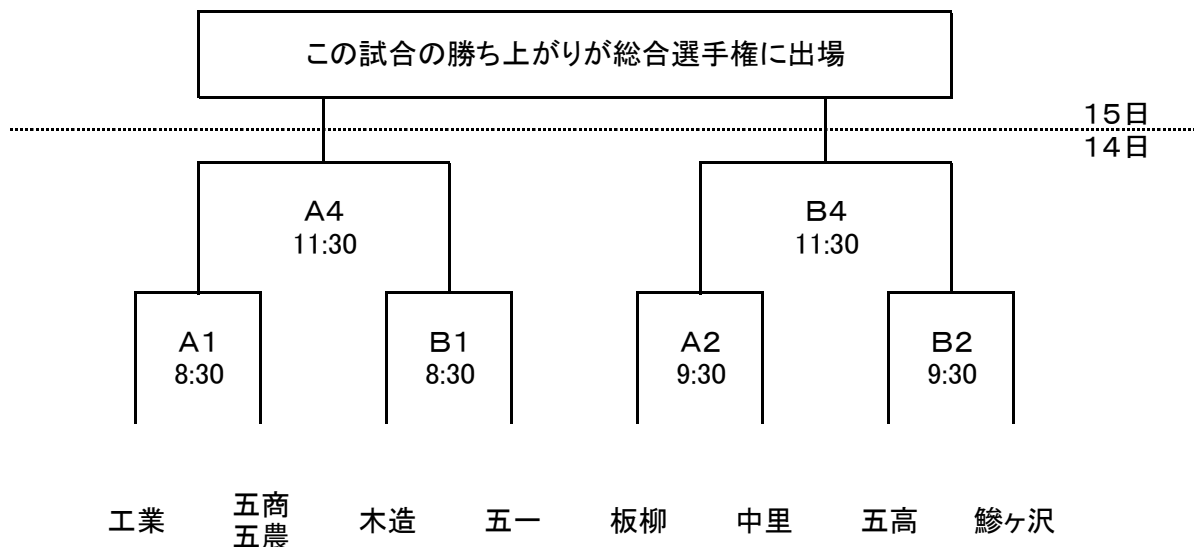 この試合の勝ち上がりが総合選手権に出場
１５日
１４日
Ａ４
11:30
Ｂ４
11:30
Ａ１
8:30
Ｂ１
8:30
Ａ２
9:30
Ｂ２
9:30
工業
五商
五農
木造
五一
板柳
中里
五高
鰺ヶ沢